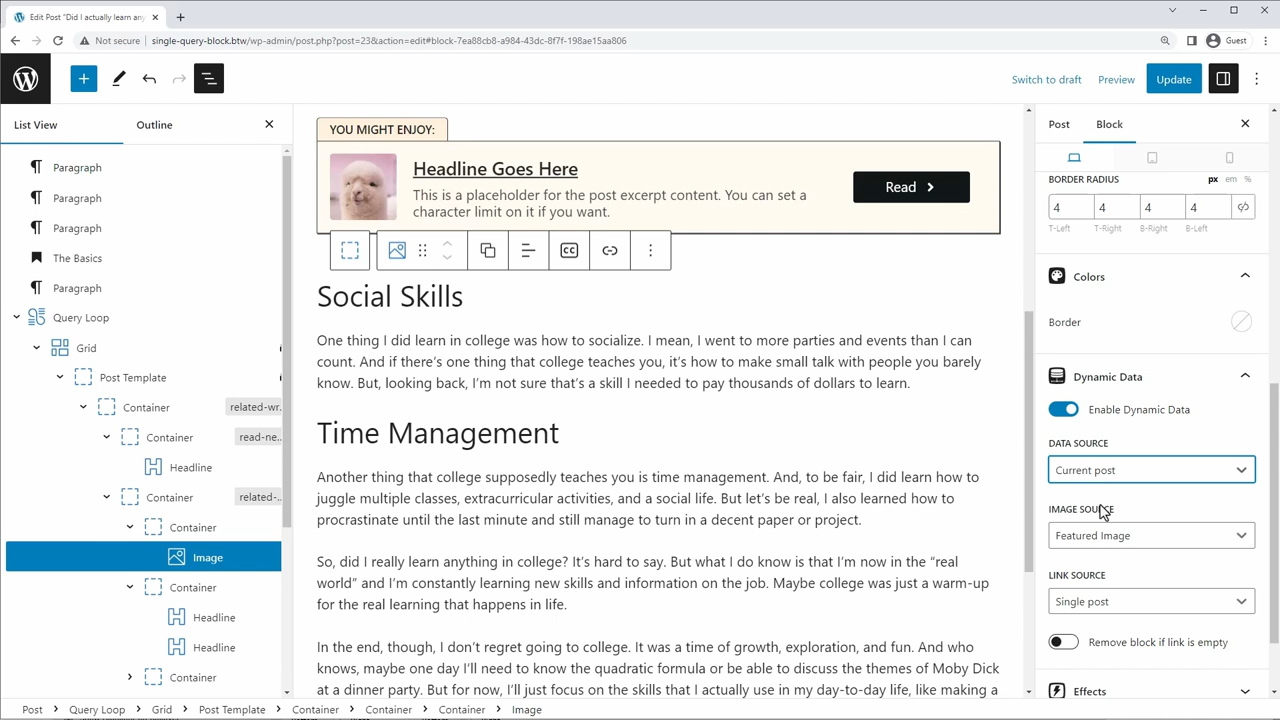 Edit Post "Did I actually learn any
Not secure
single-query-block.btw/wp-admin/post.php?post=23&action=edit#block-7ea88cb8-a984-43dc-8f7f-198ae15aa806
Guest
Switch to draft
Preview
Update
List View
Outline
Paragraph
Paragraph
Paragraph
The Basics
Paragraph
Query Loop
Grid
Post Template
Container
related-wr.
Container
read-ne..
Headline
Container
related-..
Container
Image
Container
Headline
Headline
Container
YOU MIGHT ENJOY:
Headline Goes Here
This is a placeholder for the post excerpt content. You can set a
character limit on it if you want.
Read
CC
Social Skills
One thing I did learn in college was how to socialize. I mean, I went to more parties and events than I can
count. And if there's one thing that college teaches you, it's how to make small talk with people you barely
know. But, looking back, I'm not sure that's a skill I needed to pay thousands of dollars to learn.
Time Management
Another thing that college supposedly teaches you is time management. And, to be fair, I did learn how to
juggle multiple classes, extracurricular activities, and a social life. But let's be real, I also learned how to
procrastinate until the last minute and still manage to turn in a decent paper or project.
So, did I really learn anything in college? It's hard to say. But what I do know is that I'm now in the "real
world" and I'm constantly learning new skills and information on the job. Maybe college was just a warm-up
for the real learning that happens in life.
In the end, though, I don't regret going to college. It was a time of growth, exploration, and fun. And who
knows, maybe one day I'll need to know the quadratic formula or be able to discuss the themes of Moby Dick
at a dinner party. But for now, I'll just focus on the skills that I actually use in my day-to-day life, like making a
Post
Block
BORDER RADIUS
px em %
4 4 4 4
T-Left T-Right B-Right B-Left
Colors
Border
Dynamic Data
Enable Dynamic Data
DATA SOURCE
Current post
IMAGE SOURCE
Featured Image
LINK SOURCE
Single post
Remove block if link is empty
Effects
Post › Query Loop › Grid › Post Template › Container › Container › Container › Image